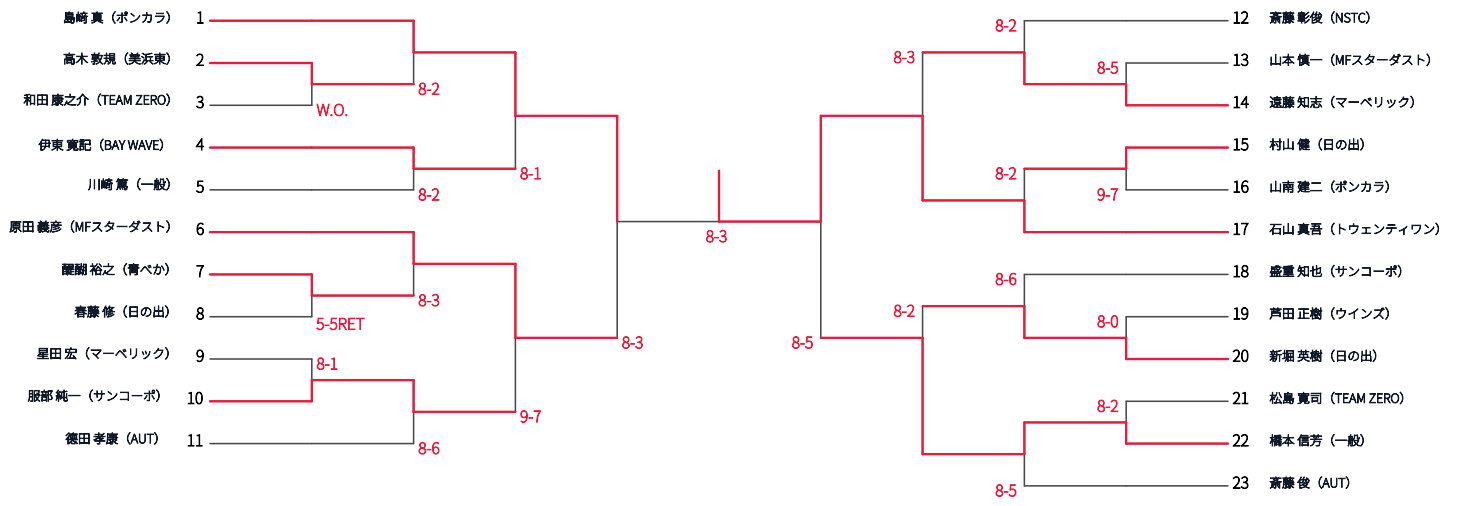 島崎 真（ポンカラ） 1
高木 敦規（美浜東） 2
和田 康之介（TEAM ZERO） 3
伊東 寛記（BAY WAVE） 4
川崎 篤（一般） 5
原田 義彦（MFスターダスト） 6
醍醐 裕之（青べか） 7
春藤 修（日の出） 8
星田 宏（マーベリック） 9
服部 純一（サンコーポ） 10
徳田 孝康（AUT） 11
W.O.
8-2
8-2
8-1
5-5RET
8-3
8-1
8-6
9-7
8-3
8-3
8-5
8-3
8-2
8-2
8-5
8-2
9-7
8-6
8-0
8-2
8-5
12 斎藤 彰俊（NSTC）
13 山本 慎一（MFスターダスト）
14 遠藤 知志（マーベリック）
15 村山 健（日の出）
16 山南 建二（ポンカラ）
17 石山 真吾（トウェンティワン）
18 盛重 知也（サンコーポ）
19 芦田 正樹（ウインズ）
20 新堀 英樹（日の出）
21 松島 寛司（TEAM ZERO）
22 橋本 信芳（一般）
23 斎藤 俊（AUT）